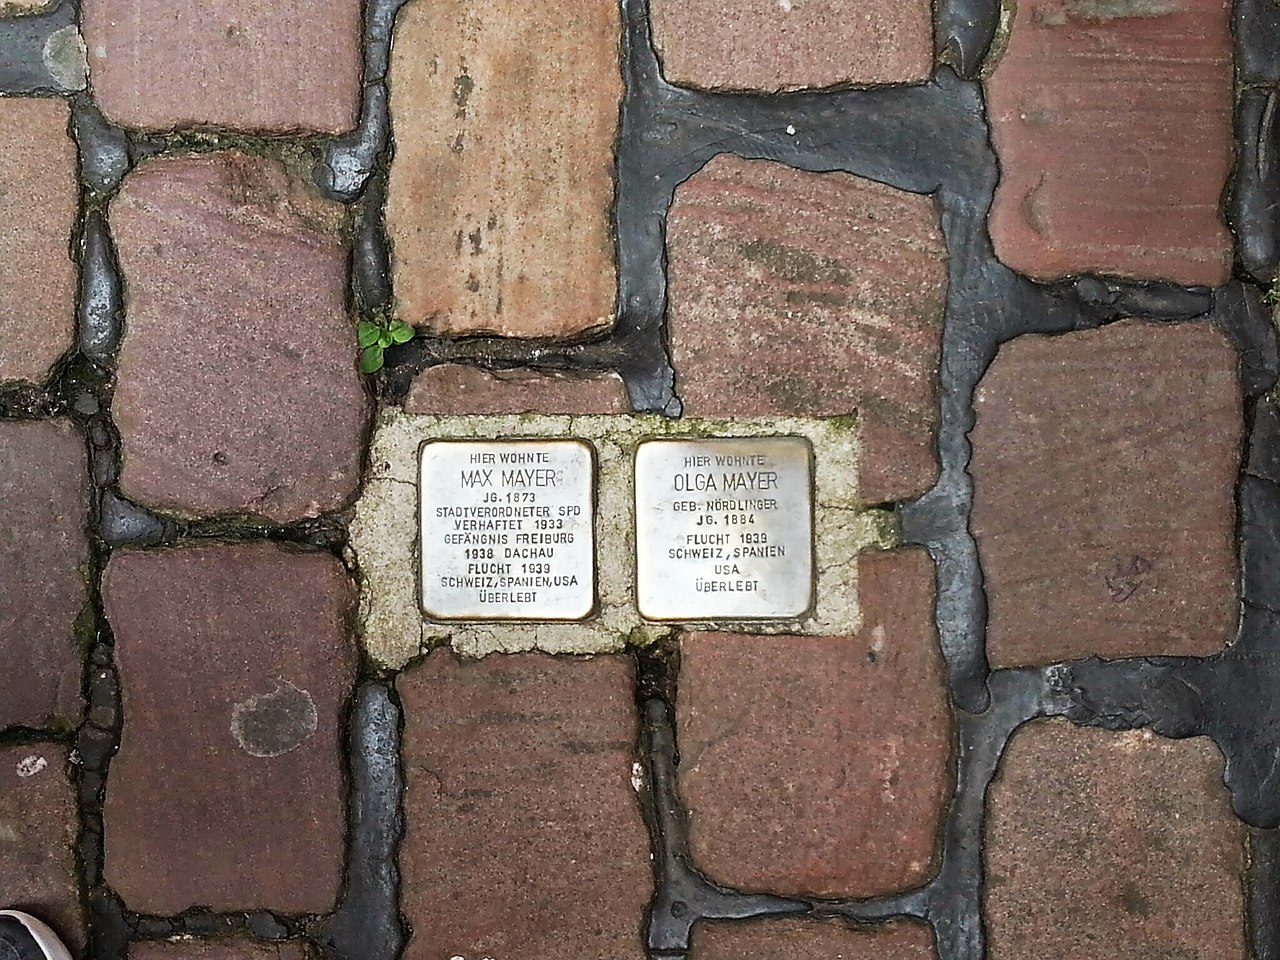 HIER WOHNTE
MAX MAYER
JG. 1873
STADTVERORDNETER SPD
VERHAFTET 1933
GEFÄNGNIS FREIBURG
1938 DACHAU
FLUCHT 1939
SCHWEIZ, SPANIEN, USA
ÜBERLEBT
HIER WOHNTE
OLGA MAYER
GEB. NÖRDLINGER
JG. 1884
FLUCHT 1939
SCHWEIZ, SPANIEN
USA
ÜBERLEBT